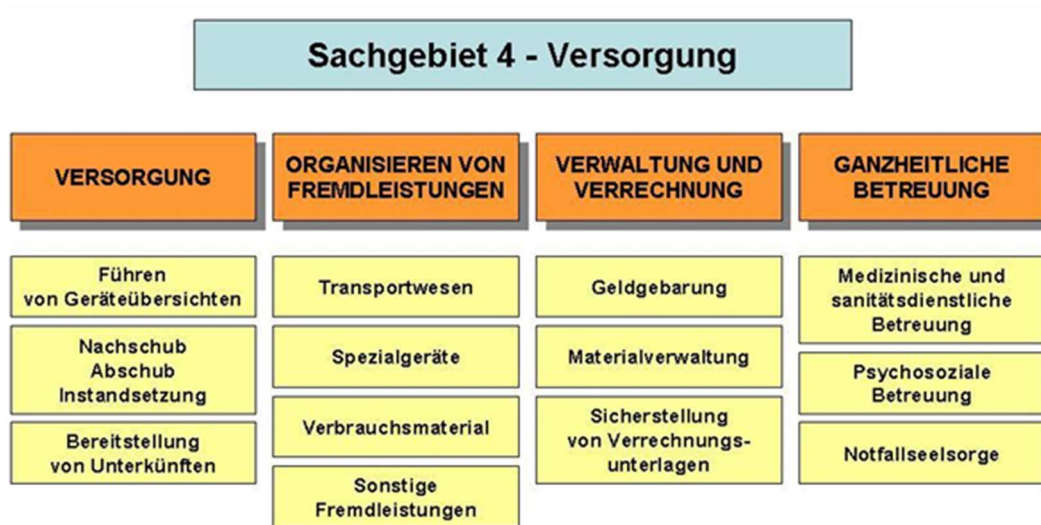 Sachgebiet 4 - Versorgung
VERSORGUNG
Führen
von Geräteübersichten
Nachschub
Abschub
Instandsetzung
Bereitstellung
von Unterkünften
ORGANISIEREN VON
FREMDLEISTUNGEN
Transportwesen
Spezialgeräte
Verbrauchsmaterial
Sonstige
Fremdleistungen
VERWALTUNG UND
VERRECHNUNG
Geldgebarung
Materialverwaltung
Sicherstellung
von Verrechnungs-
unterlagen
GANZHEITLICHE
BETREUUNG
Medizinische und
sanitätsdienstliche
Betreuung
Psychosoziale
Betreuung
Notfallseelsorge